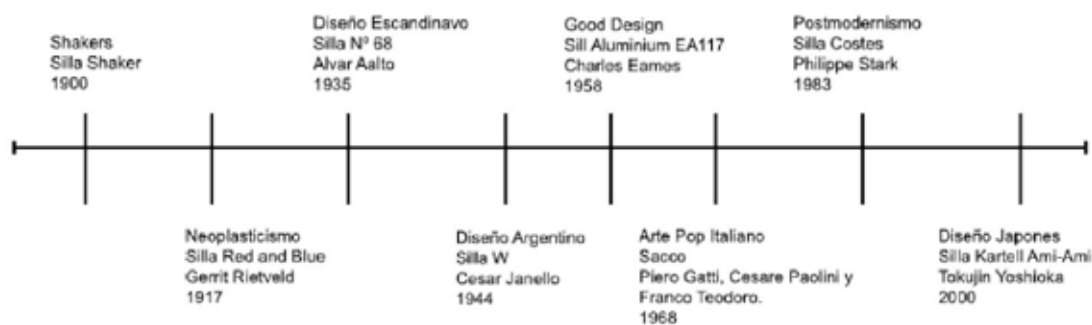 Shakers
Silla Shaker
1900
Neoplasticismo
Silla Red and Blue
Gerrit Rietveld
1917
Diseño Escandinavo
Silla Nº 68
Alvar Aalto
1935
Diseño Argentino
Silla W
Cesar Janello
1944
Good Design
Sill Aluminium EA117
Charles Eames
1958
Arte Pop Italiano
Sacco
Piero Gatti, Cesare Paolini y
Franco Teodoro.
1968
Postmodernismo
Silla Costes
Philippe Stark
1983
Diseño Japones
Silla Kartell Ami-Ami
Tokujin Yoshioka
2000